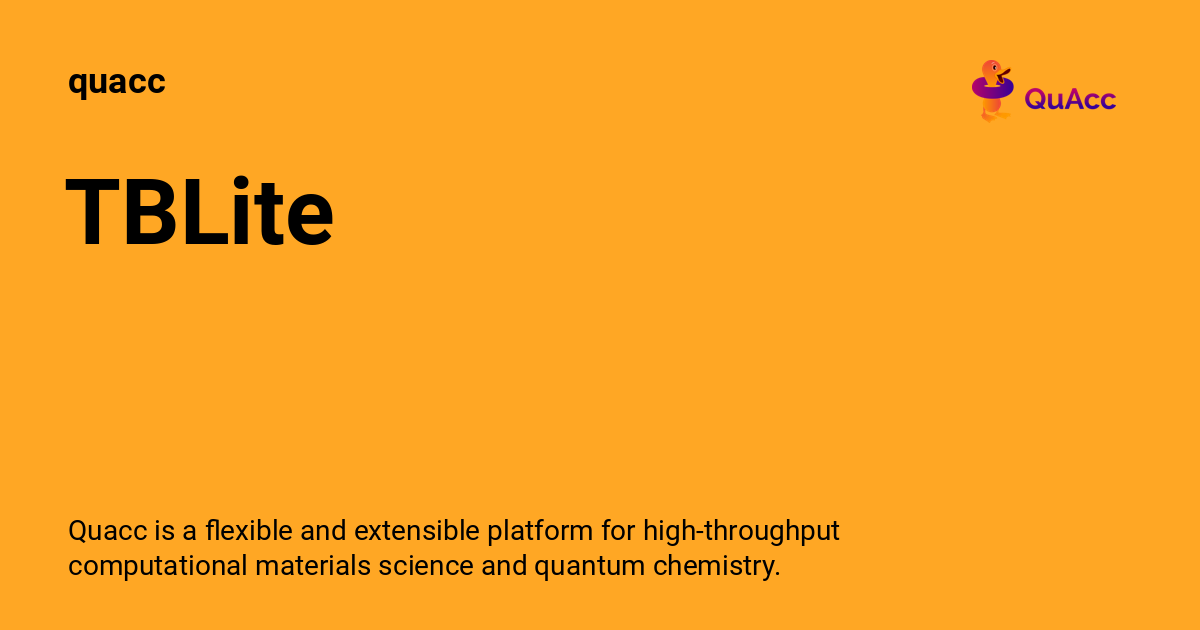 quacc
QuAcc
TBLite
Quacc is a flexible and extensible platform for high-throughput
computational materials science and quantum chemistry.